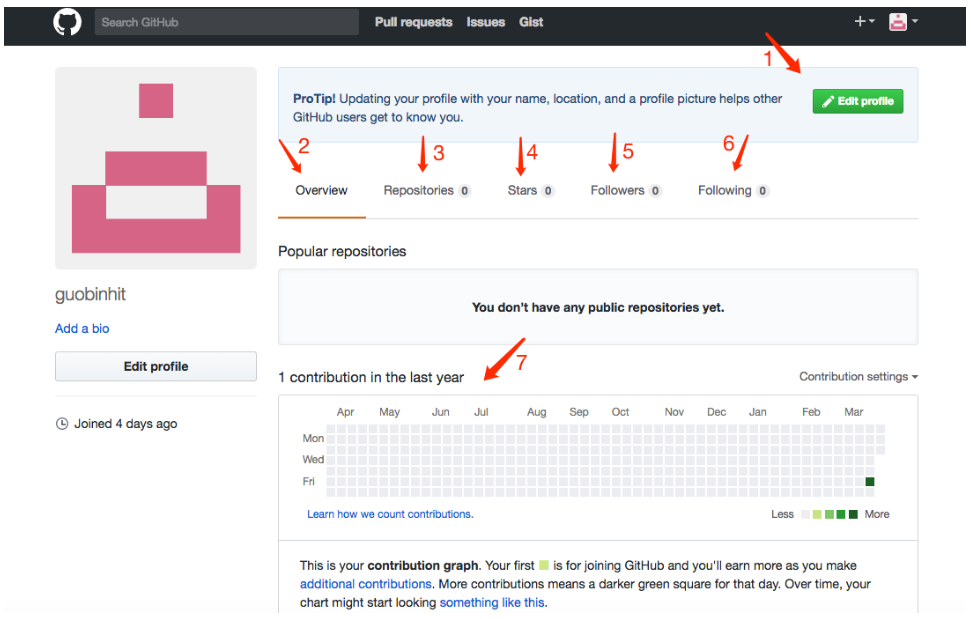 Search GitHub
Pull requests Issues Gist
1
ProTip! Updating your profile with your name, location, and a profile picture helps other
GitHub users get to know you.
Edit profile
2 3 4 5 6
Overview Repositories 0 Stars 0 Followers 0 Following 0
Popular repositories
You don't have any public repositories yet.
guobinhit
Add a bio
Edit profile
Joined 4 days ago
7
1 contribution in the last year
Contribution settings
Apr May Jun Jul Aug Sep Oct Nov Dec Jan Feb Mar
Mon
Wed
Fri
Learn how we count contributions.
Less More
This is your contribution graph. Your first is for joining GitHub and you'll earn more as you make
additional contributions. More contributions means a darker green square for that day. Over time, your
chart might start looking something like this.